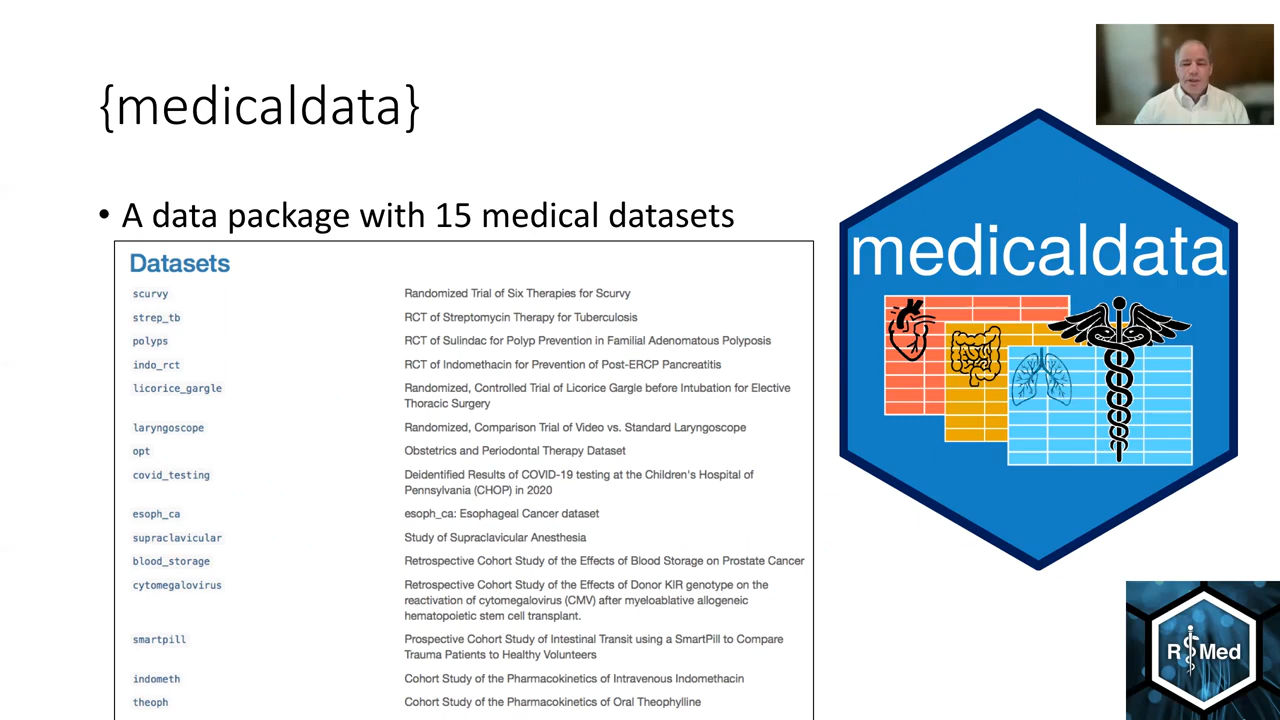 {medicaldata}
• A data package with 15 medical datasets
Datasets
scurvy Randomized Trial of Six Therapies for Scurvy
strep_tb RCT of Streptomycin Therapy for Tuberculosis
polyps RCT of Sulindac for Polyp Prevention in Familial Adenomatous Polyposis
indo_rct RCT of Indomethacin for Prevention of Post-ERCP Pancreatitis
licorice_gargle Randomized, Controlled Trial of Licorice Gargle before Intubation for Elective
Thoracic Surgery
laryngoscope Randomized, Comparison Trial of Video vs. Standard Laryngoscope
opt Obstetrics and Periodontal Therapy Dataset
covid_testing Deidentified Results of COVID-19 testing at the Children's Hospital of
Pennsylvania (CHOP) in 2020
esoph_ca esoph_ca: Esophageal Cancer dataset
supraclavicular Study of Supraclavicular Anesthesia
blood_storage Retrospective Cohort Study of the Effects of Blood Storage on Prostate Cancer
cytomegalovirus Retrospective Cohort Study of the Effects of Donor KIR genotype on the
reactivation of cytomegalovirus (CMV) after myeloablative allogeneic
hematopoietic stem cell transplant.
smartpill Prospective Cohort Study of Intestinal Transit using a SmartPill to Compare
Trauma Patients to Healthy Volunteers
indometh Cohort Study of the Pharmacokinetics of Intravenous Indomethacin
theoph Cohort Study of the Pharmacokinetics of Oral Theophylline
medicaldata
R Med